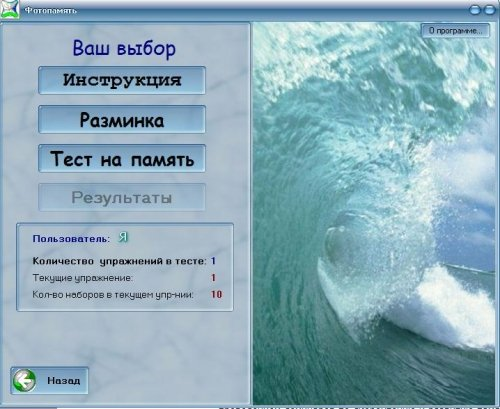 Фотопамять
О программе...
Ваш выбор
Инструкция
Разминка
Тест на память
Результаты
Пользователь: Я
Количество упражнений в тесте: 1
Текущие упражнение: 1
Кол-во наборов в текущем упр-нии: 10
Назад